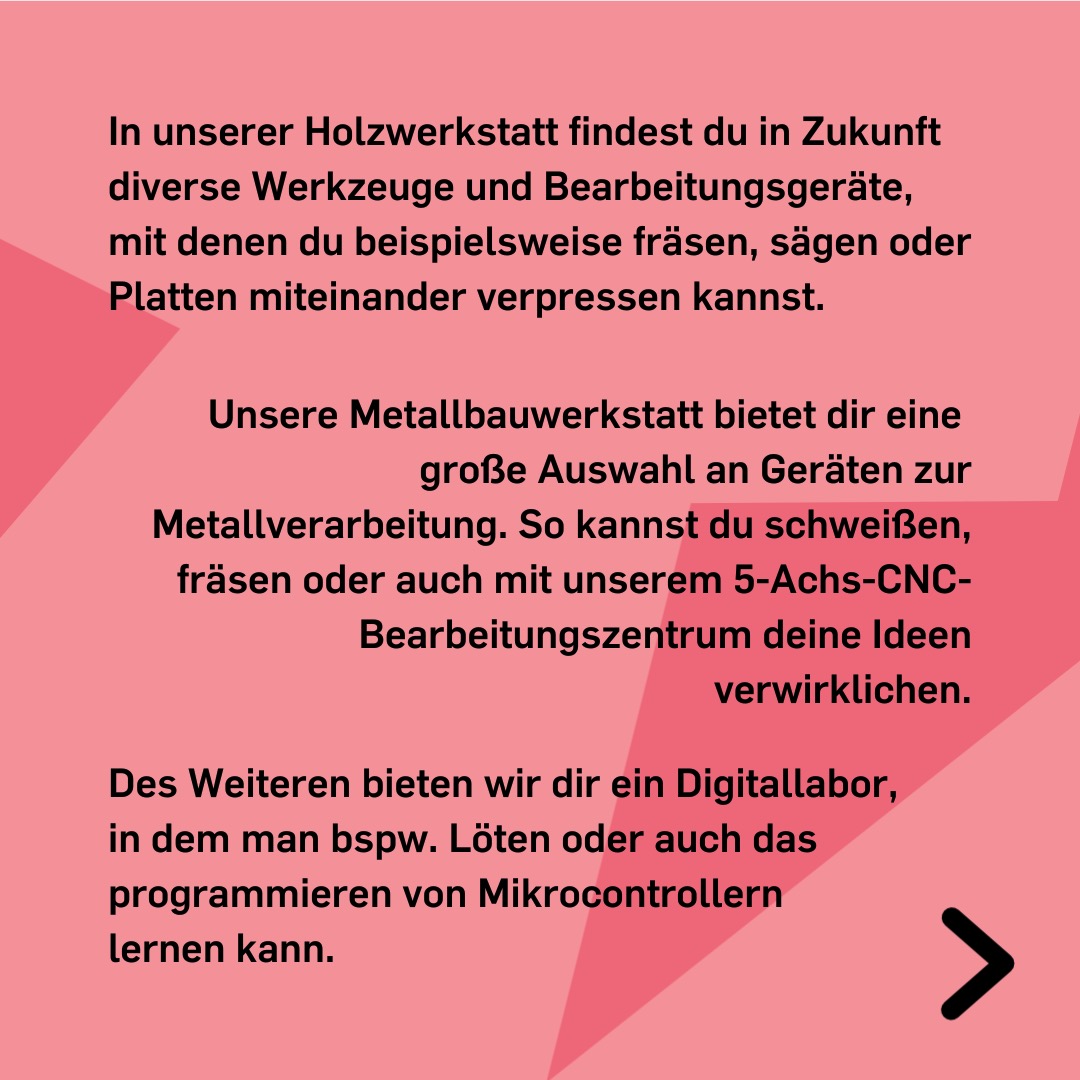 In unserer Holzwerkstatt findest du in Zukunft
diverse Werkzeuge und Bearbeitungsgeräte,
mit denen du beispielsweise fräsen, sägen oder
Platten miteinander verpressen kannst.
Unsere Metallbauwerkstatt bietet dir eine
große Auswahl an Geräten zur
Metallverarbeitung. So kannst du schweißen,
fräsen oder auch mit unserem 5-Achs-CNC-
Bearbeitungszentrum deine Ideen
verwirklichen.
Des Weiteren bieten wir dir ein Digitallabor,
in dem man bspw. Löten oder auch das
programmieren von Mikrocontrollern
lernen kann.